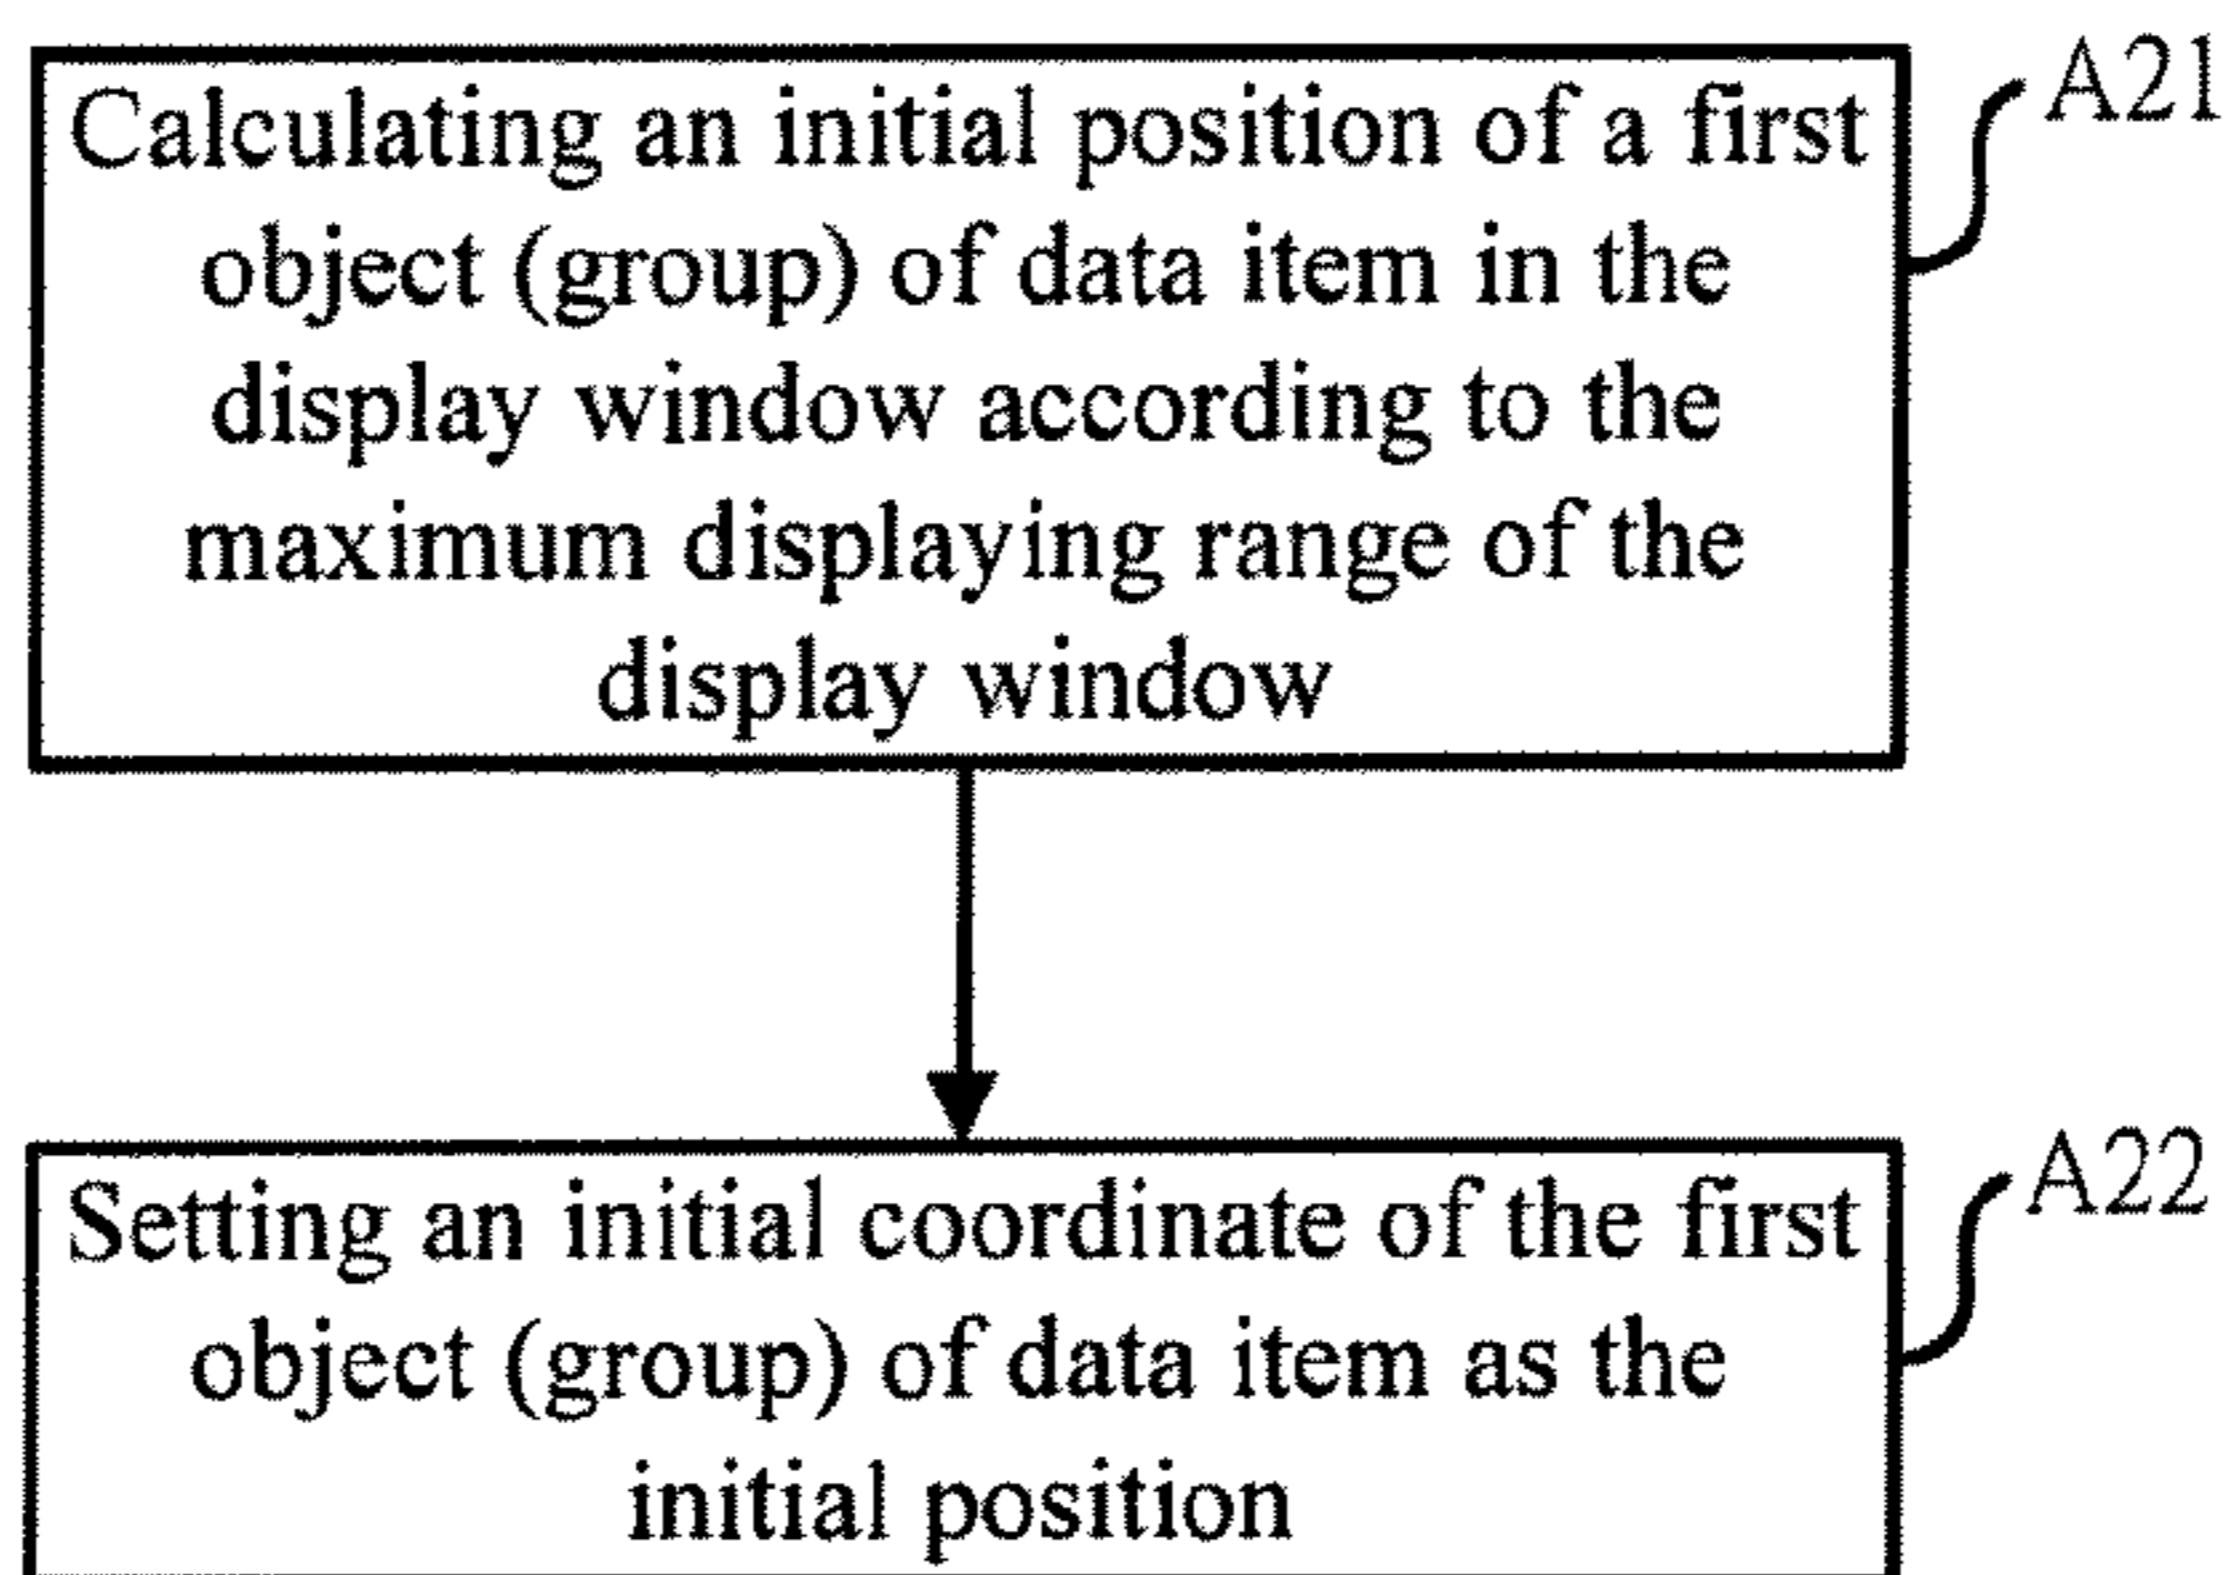 Calculating an initial position of a first
object (group) of data item in the
display window according to the
maximum displaying range of the
display window
A21
Setting an initial coordinate of the first
object (group) of data item as the
initial position
A22